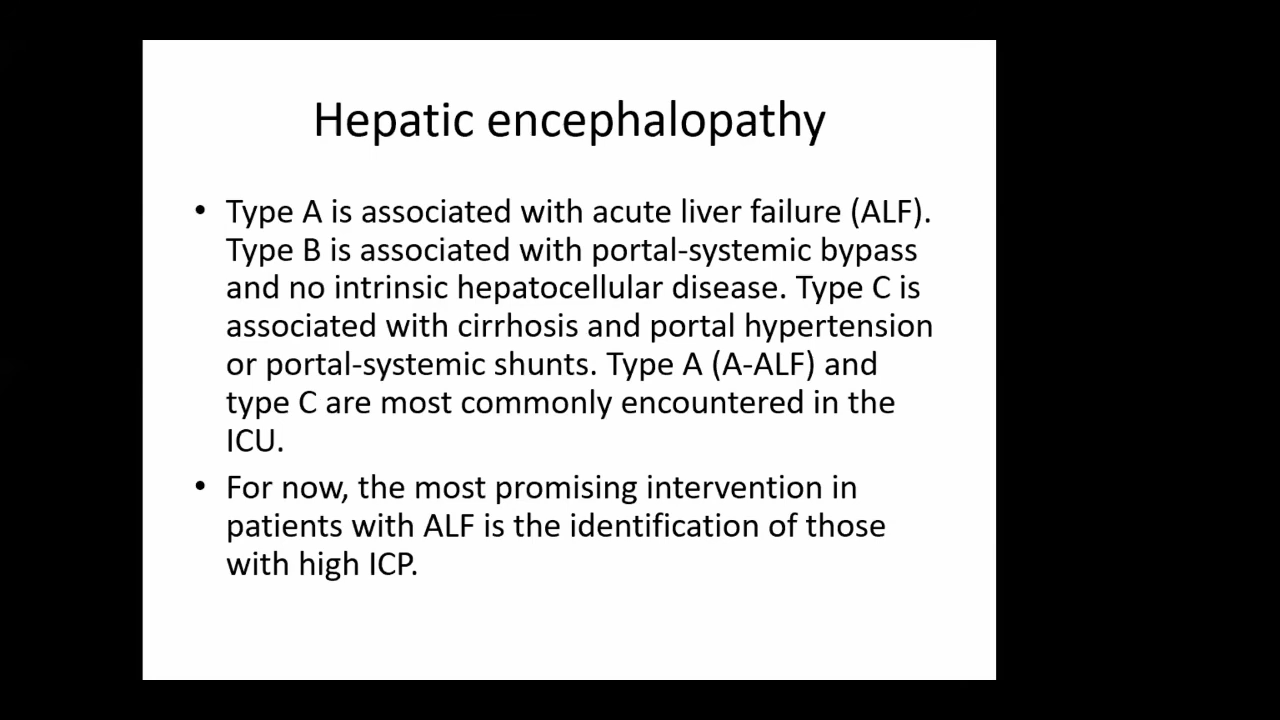 Hepatic encephalopathy
• Type A is associated with acute liver failure (ALF).
Type B is associated with portal-systemic bypass
and no intrinsic hepatocellular disease. Type C is
associated with cirrhosis and portal hypertension
or portal-systemic shunts. Type A (A-ALF) and
type C are most commonly encountered in the
ICU.
• For now, the most promising intervention in
patients with ALF is the identification of those
with high ICP.